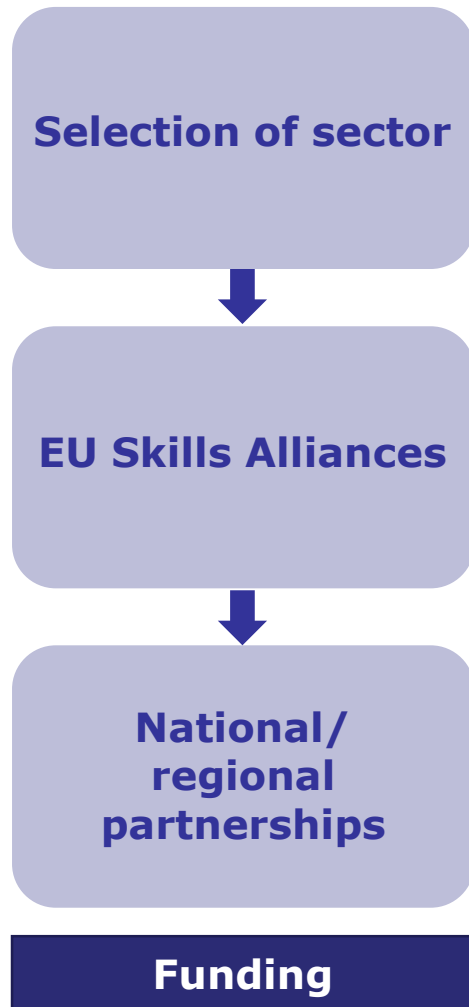 Selection of sector
EU Skills Alliances
National/
regional
partnerships
Funding